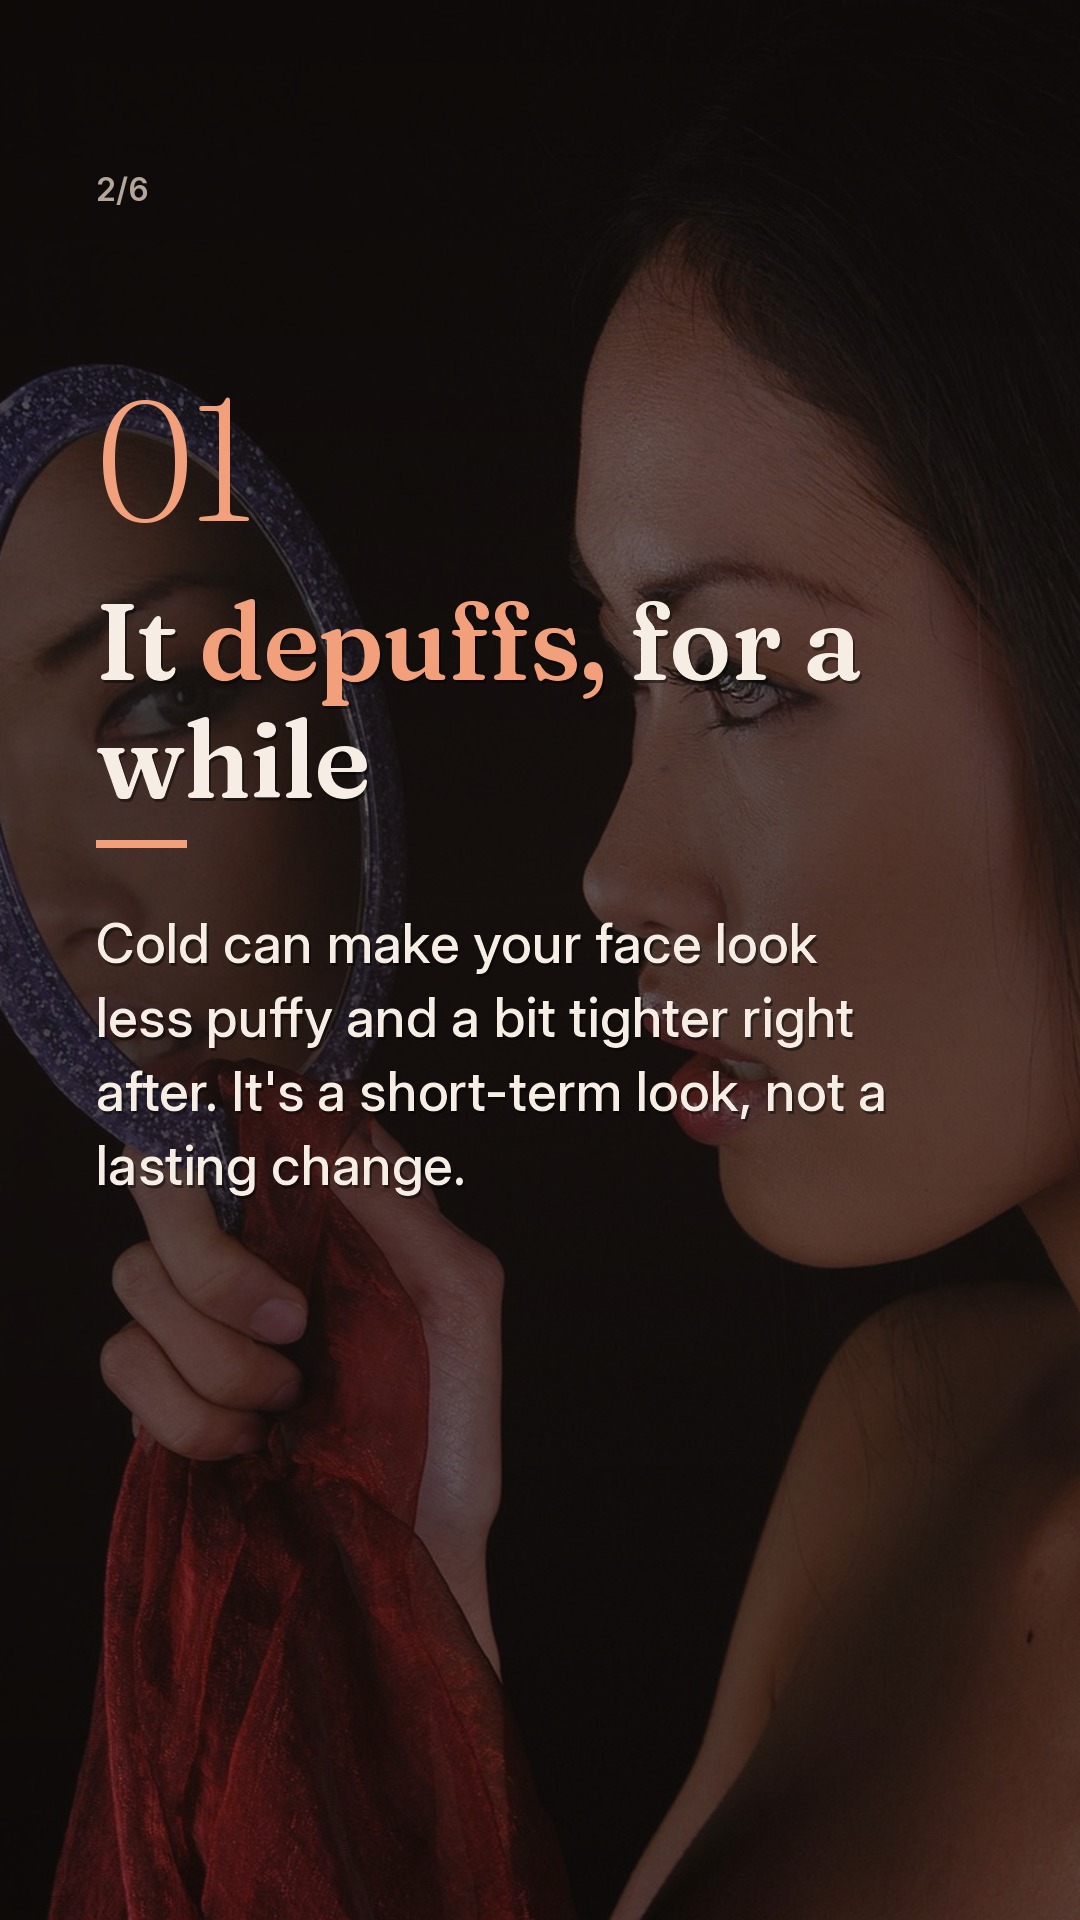 2/6
01
It depuffs, for a
while
Cold can make your face look
less puffy and a bit tighter right
after. It's a short-term look, not a
lasting change.